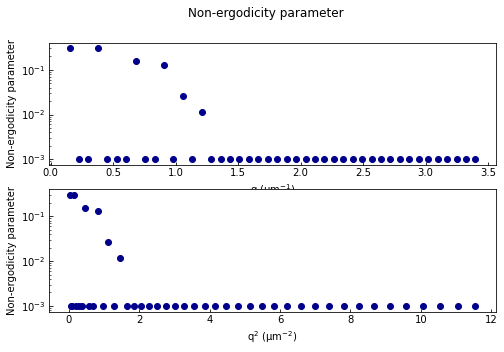 Non-ergodicity parameter
Non-ergodicity parameter
10⁻¹
10⁻²
10⁻³
0.0 0.5 1.0 1.5 2.0 2.5 3.0 3.5
q (μm⁻¹)
Non-ergodicity parameter
10⁻¹
10⁻²
10⁻³
0 2 4 6 8 10 12
q² (μm⁻²)